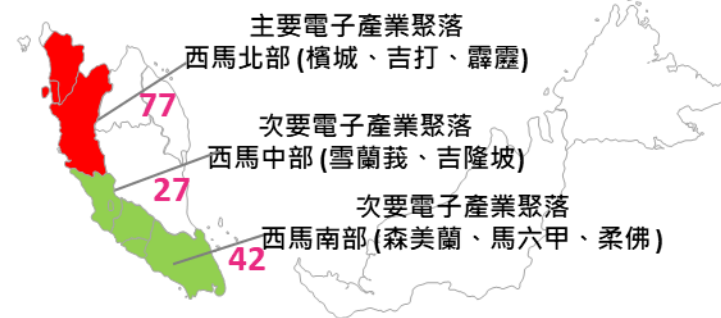 主要電子產業聚落
西馬北部 (檳城、吉打、霹靂)
77
次要電子產業聚落
西馬中部 (雪蘭莪、吉隆坡)
27
次要電子產業聚落
西馬南部 (森美蘭、馬六甲、柔佛)
42